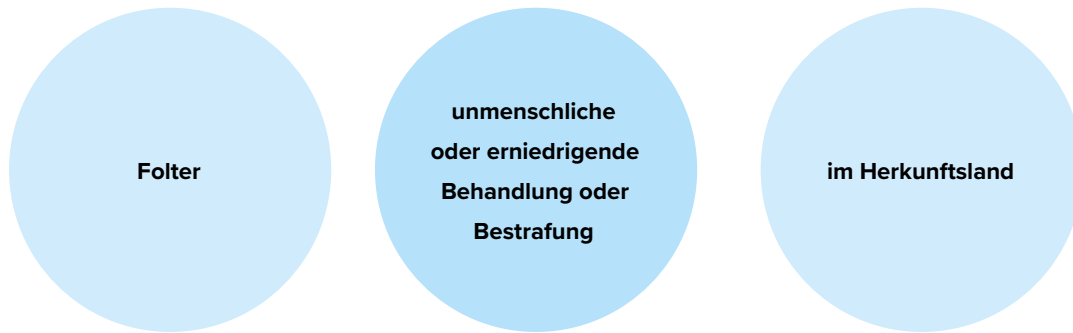 Folter
unmenschliche
oder erniedrigende
Behandlung oder
Bestrafung
im Herkunftsland